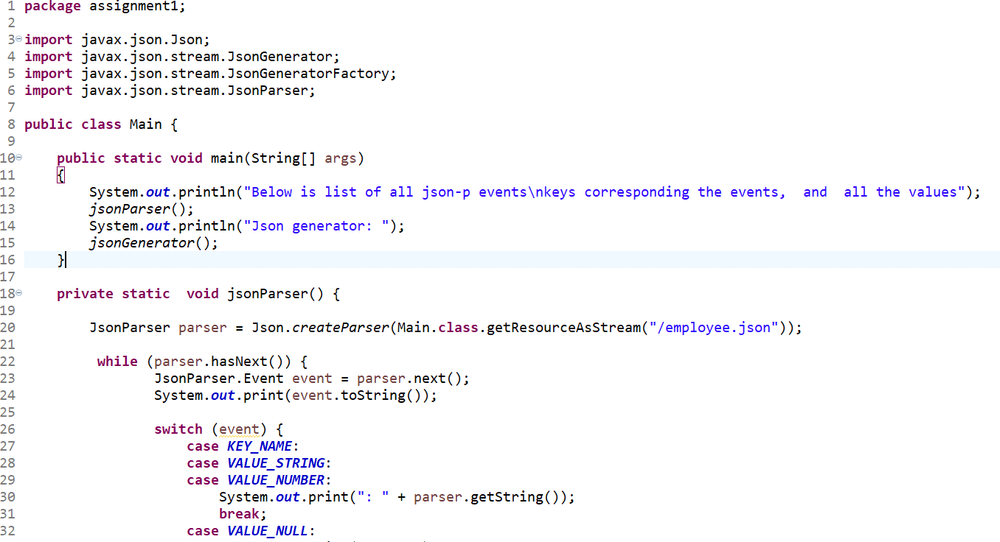 1 package assignment1;
2
3 import javax.json.Json;
4 import javax.json.stream.JsonGenerator;
5 import javax.json.stream.JsonGeneratorFactory;
6 import javax.json.stream.JsonParser;
7
8 public class Main {
9
10 public static void main(String[] args)
11 {
12 System.out.println("Below is list of all json-p events\nkeys corresponding the events,  and  all the values");
13 jsonParser();
14 System.out.println("Json generator: ");
15 jsonGenerator();
16 }
17
18 private static  void jsonParser() {
19
20 JsonParser parser = Json.createParser(Main.class.getResourceAsStream("/employee.json"));
21
22 while (parser.hasNext()) {
23 JsonParser.Event event = parser.next();
24 System.out.print(event.toString());
25
26 switch (event) {
27 case KEY_NAME:
28 case VALUE_STRING:
29 case VALUE_NUMBER:
30 System.out.print(": " + parser.getString());
31 break;
32 case VALUE_NULL: